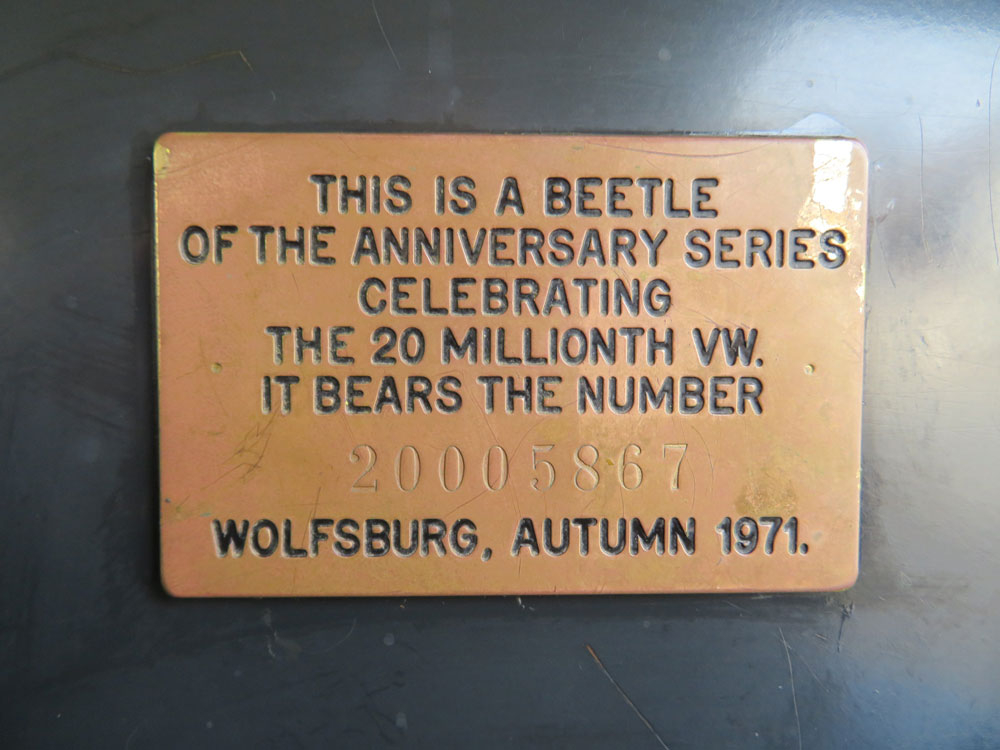 THIS IS A BEETLE
OF THE ANNIVERSARY SERIES
CELEBRATING
THE 20 MILLIONTH VW.
IT BEARS THE NUMBER
20005867
WOLFSBURG, AUTUMN 1971.